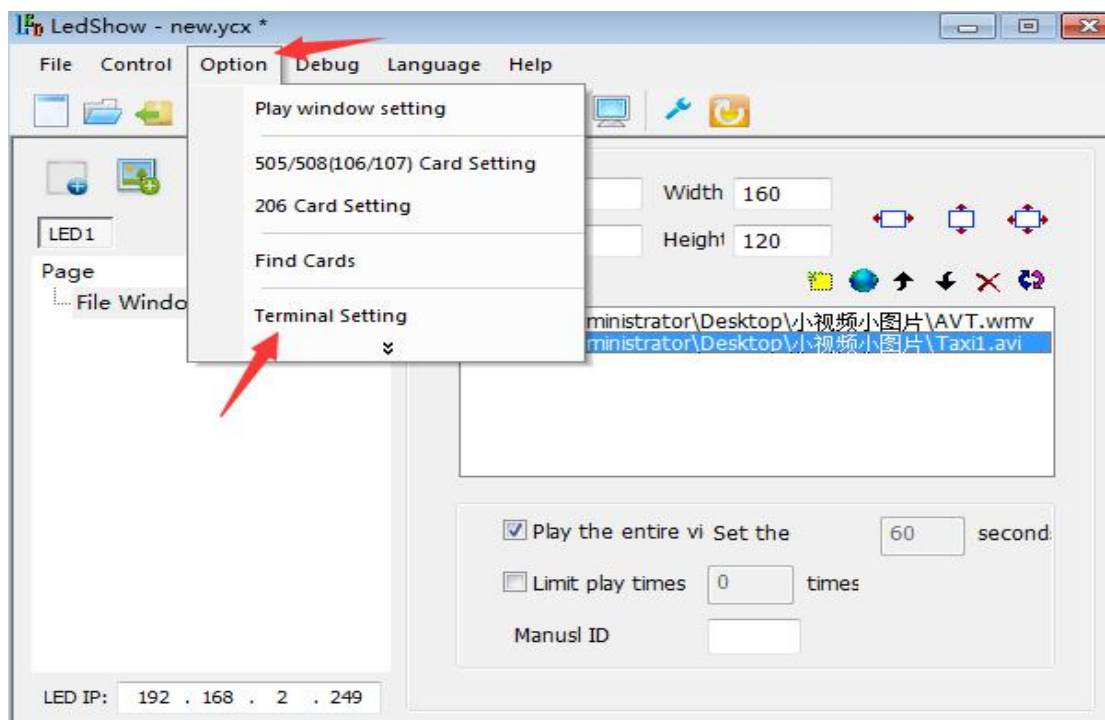 LedShow - new.ycx *
File Control Option Debug Language Help
Play window setting
505/508(106/107) Card Setting
206 Card Setting
Find Cards
Terminal Setting
Width 160
Height 120
LED1
Page
File Windo
ministrator\Desktop\小视频小图片\AVT.wmv
ministrator\Desktop\小视频小图片\Taxi1.avi
Play the entire vi Set the 60 second
Limit play times 0 times
Manusl ID
LED IP: 192 . 168 . 2 . 249